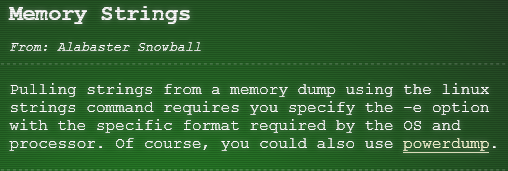 Memory Strings
From: Alabaster Snowball
Pulling strings from a memory dump using the linux
strings command requires you specify the -e option
with the specific format required by the OS and
processor. Of course, you could also use powerdump.